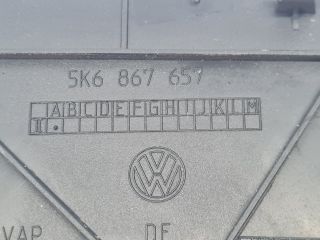 5K6 867 657
A B C D E F G H I J K L M
II
VW
VAP DE